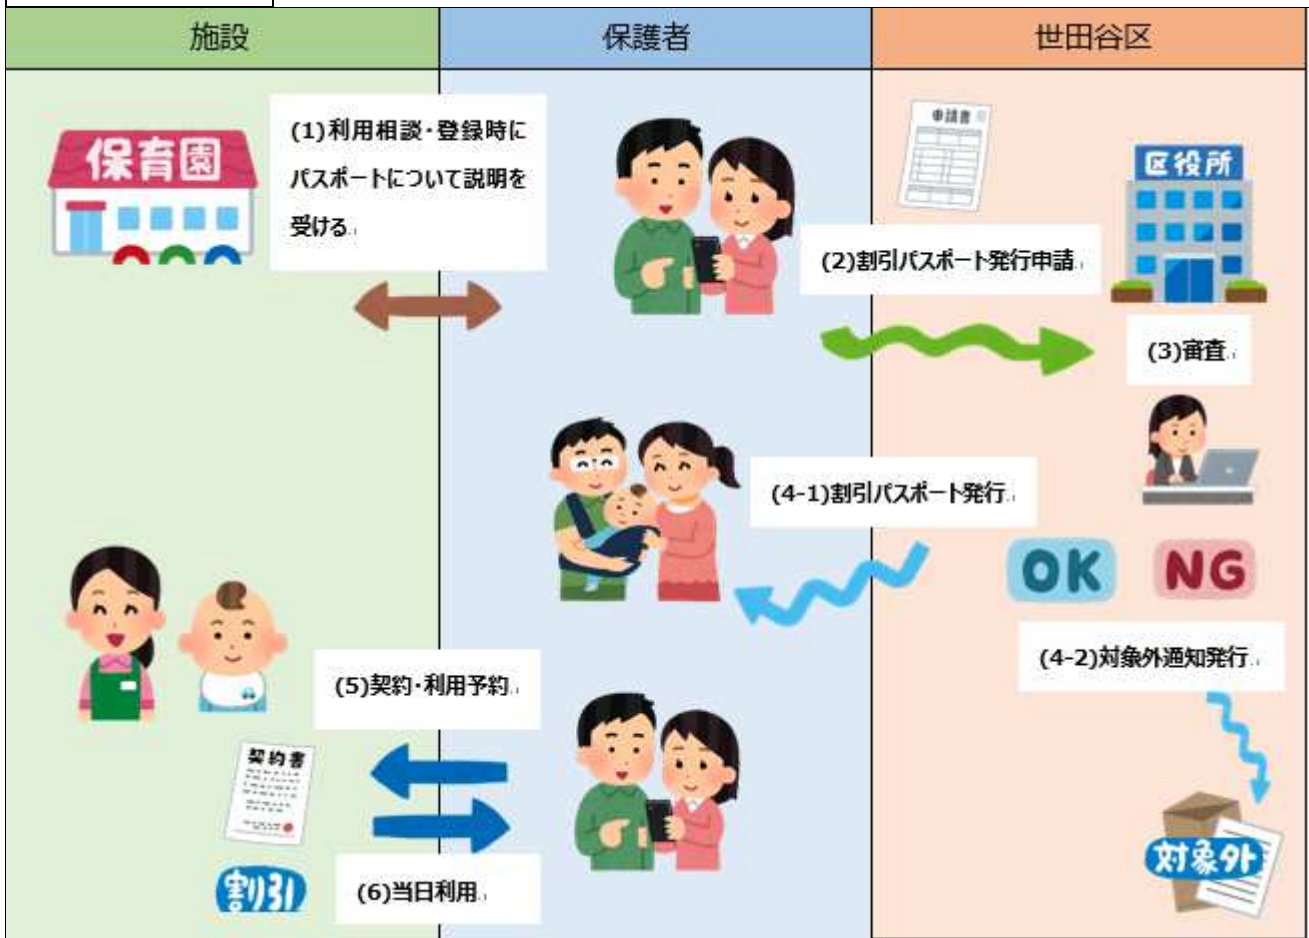 施設
保護者
世田谷区
保育園
(1)利用相談・登録時に
パスポートについて説明を
受ける
申請書
区役所
(2)割引パスポート発行申請
(3)審査
(4-1)割引パスポート発行
OK
NG
(4-2)対象外通知発行
(5)契約・利用予約
契約書
対象外
割引
(6)当日利用